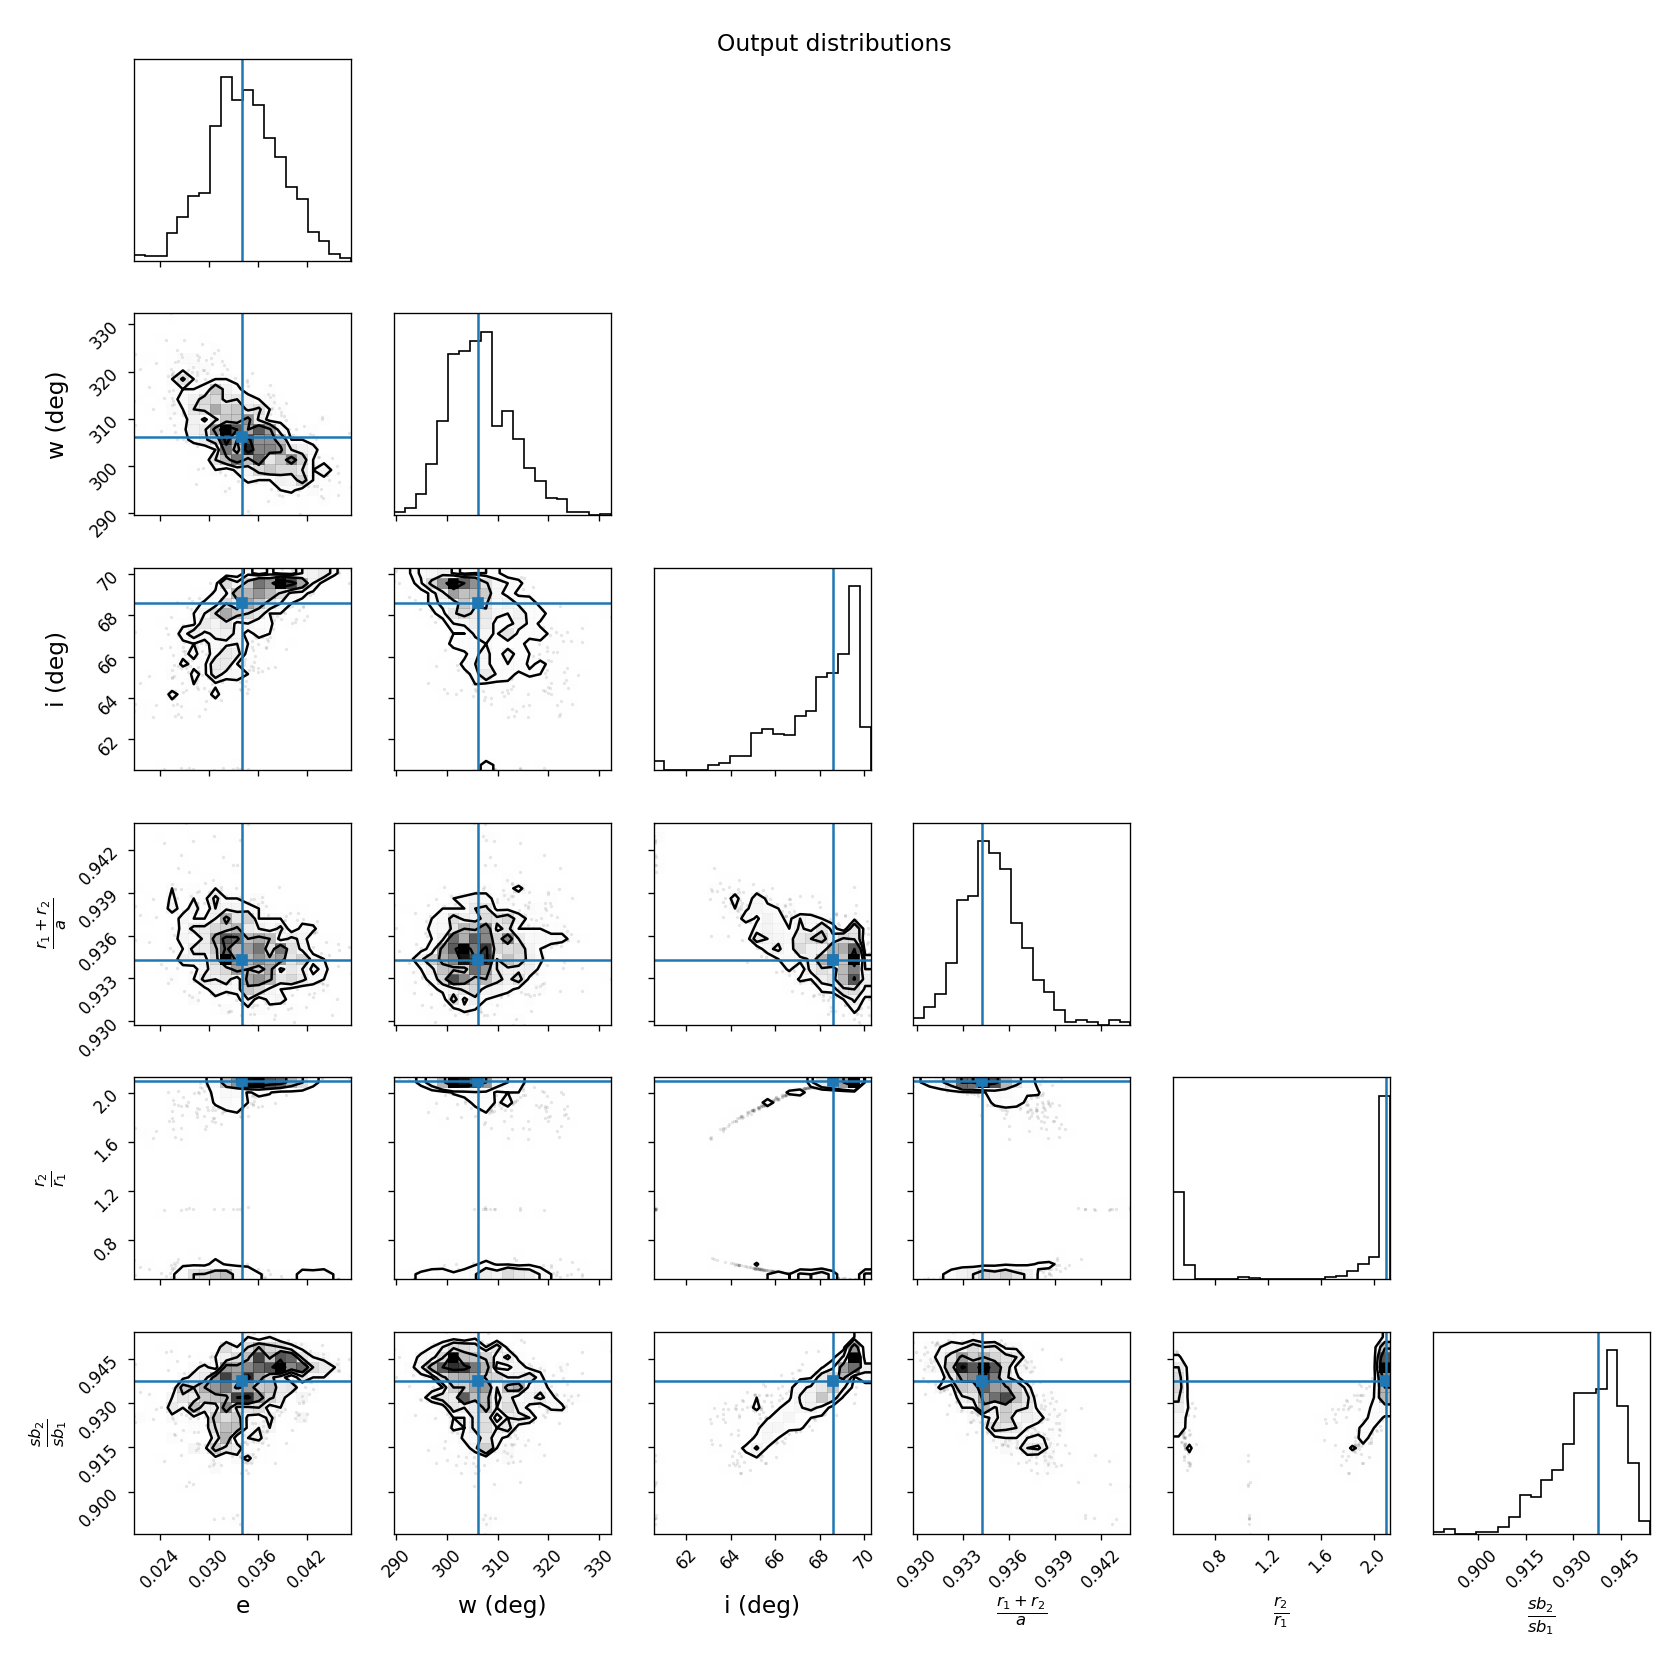 Output distributions
330
320
310
300
290
w (deg)
70
68
66
64
62
i (deg)
0.942
0.939
0.936
0.933
0.930
r1 + r2
a
2.0
1.6
1.2
0.8
r2
r1
0.945
0.930
0.915
0.900
sb2
sb1
0.024 0.030 0.036 0.042 290 300 310 320 330 62 64 66 68 70 0.930 0.933 0.936 0.939 0.942 0.8 1.2 1.6 2.0 0.900 0.915 0.930 0.945
e w (deg) i (deg)
r1 + r2 r2 sb2
a r1 sb1